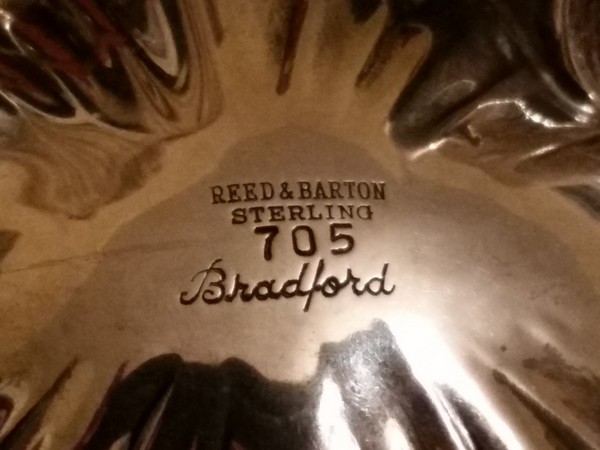 REED & BARTON
STERLING
705
Bradford